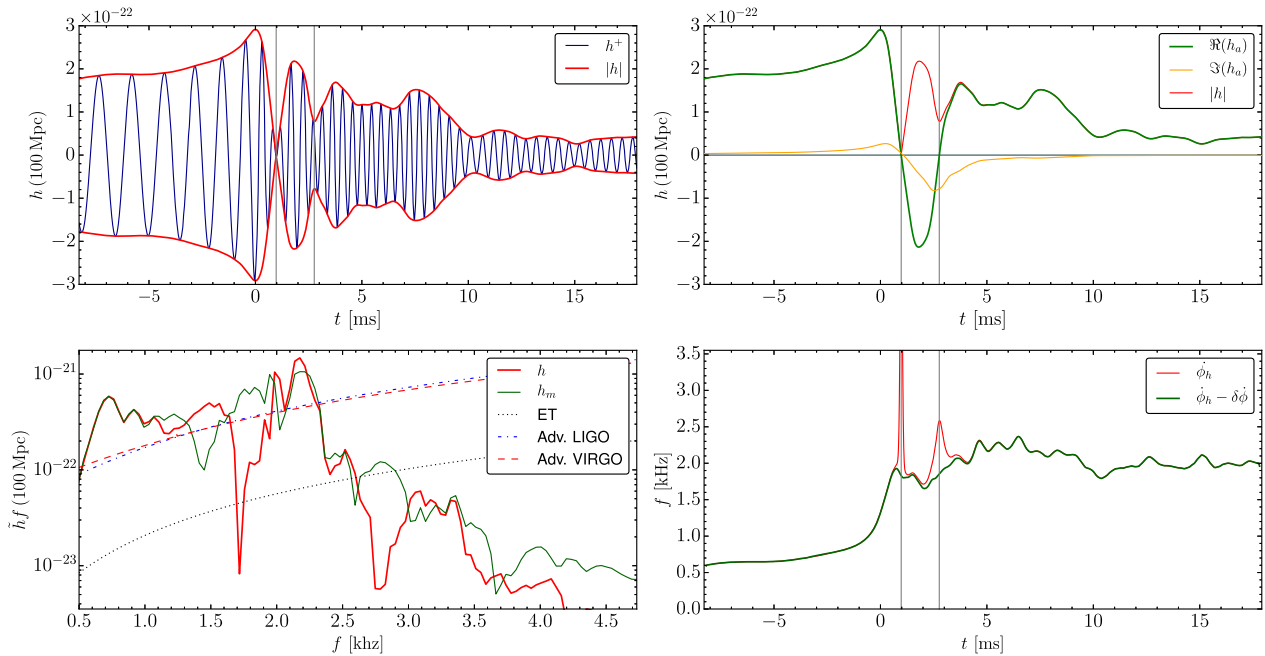 ×10−22
3
2
1
0
−1
−2
−3
h (100 Mpc)
−5
0
5
10
15
t [ms]
h+
|h|
×10−22
3
2
1
0
−1
−2
−3
h (100 Mpc)
−5
0
5
10
15
t [ms]
ℜ(ha)
ℑ(ha)
|h|
10−21
10−22
10−23
h̃f (100 Mpc)
0.5
1.0
1.5
2.0
2.5
3.0
3.5
4.0
4.5
f [khz]
h
hm
ET
Adv. LIGO
Adv. VIRGO
3.5
3.0
2.5
2.0
1.5
1.0
0.5
0.0
f [kHz]
−5
0
5
10
15
t [ms]
ϕ̇h
ϕ̇h − δϕ̇